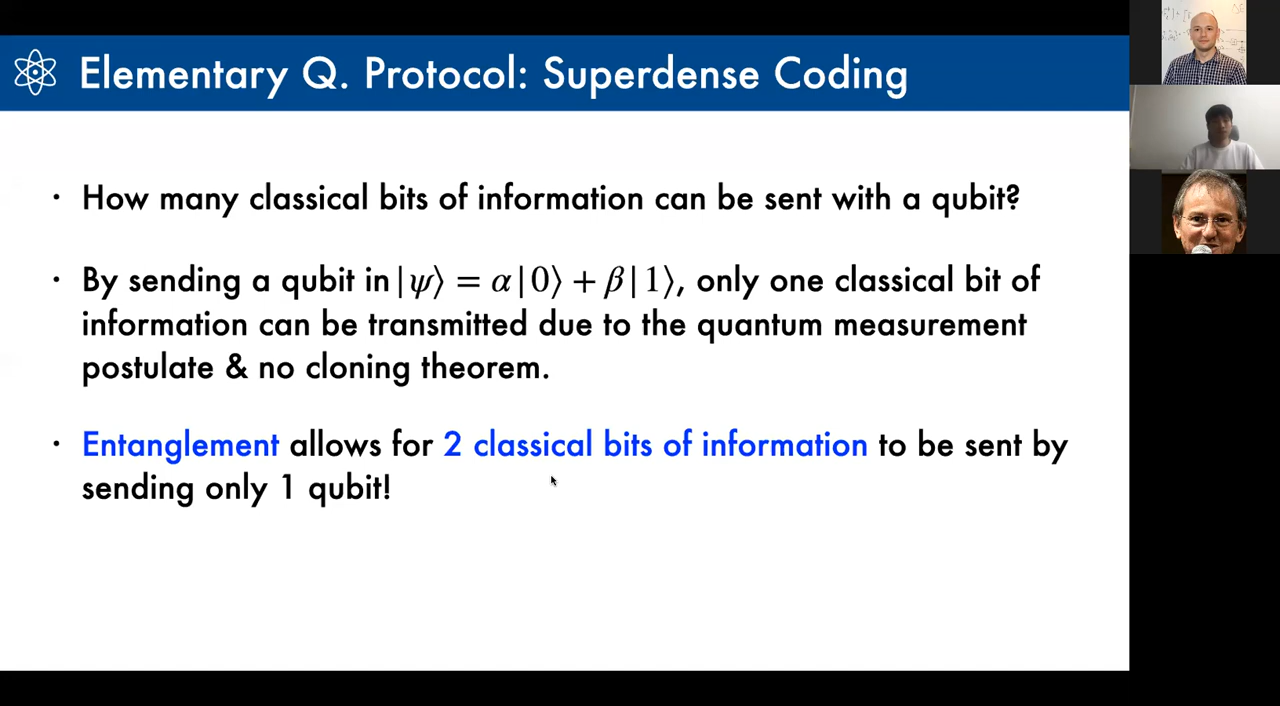 Elementary Q. Protocol: Superdense Coding
· How many classical bits of information can be sent with a qubit?
· By sending a qubit in |ψ⟩ = α|0⟩ + β|1⟩, only one classical bit of
information can be transmitted due to the quantum measurement
postulate & no cloning theorem.
· Entanglement allows for 2 classical bits of information to be sent by
sending only 1 qubit!